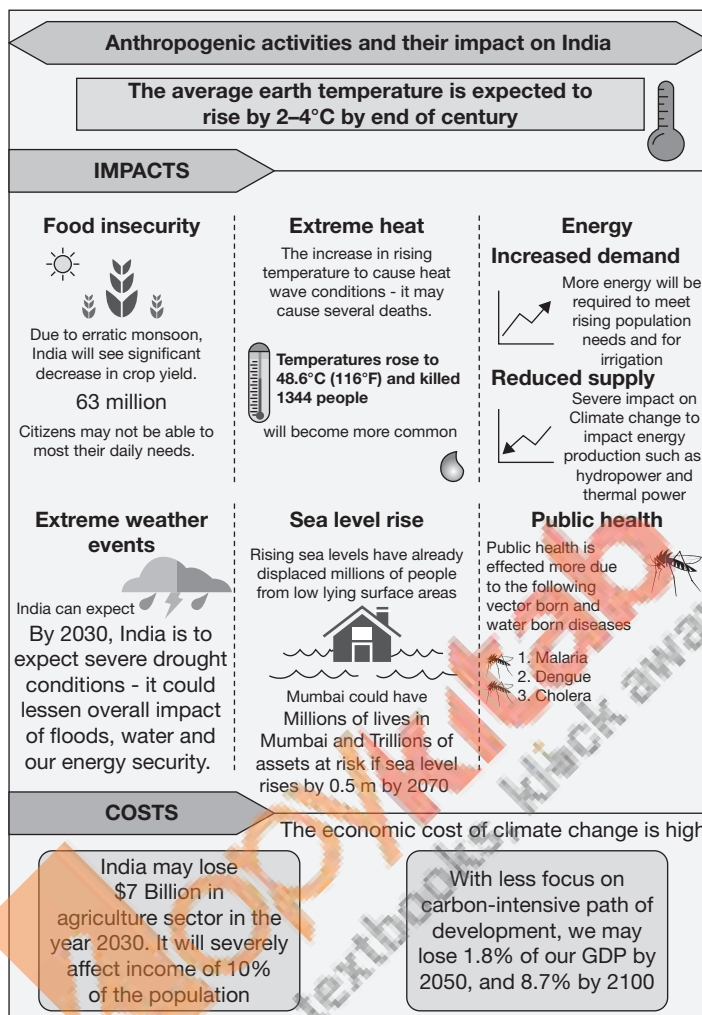 Anthropogenic activities and their impact on India
The average earth temperature is expected to
rise by 2–4°C by end of century
IMPACTS
Food insecurity
Due to erratic monsoon,
India will see significant
decrease in crop yield.
63 million
Citizens may not be able to
most their daily needs.
Extreme heat
The increase in rising
temperature to cause heat
wave conditions - it may
cause several deaths.
Temperatures rose to
48.6°C (116°F) and killed
1344 people
will become more common
Energy
Increased demand
More energy will be
required to meet
rising population
needs and for
irrigation
Reduced supply
Severe impact on
Climate change to
impact energy
production such as
hydropower and
thermal power
Extreme weather
events
India can expect
By 2030, India is to
expect severe drought
conditions - it could
lessen overall impact
of floods, water and
our energy security.
Sea level rise
Rising sea levels have already
displaced millions of people
from low lying surface areas
Mumbai could have
Millions of lives in
Mumbai and Trillions of
assets at risk if sea level
rises by 0.5 m by 2070
Public health
Public health is
effected more due
to the following
vector born and
water born diseases
1. Malaria
2. Dengue
3. Cholera
COSTS
The economic cost of climate change is high
India may lose
$7 Billion in
agriculture sector in the
year 2030. It will severely
affect income of 10%
of the population
With less focus on
carbon-intensive path of
development, we may
lose 1.8% of our GDP by
2050, and 8.7% by 2100
kopykitab
textbooks, klick away